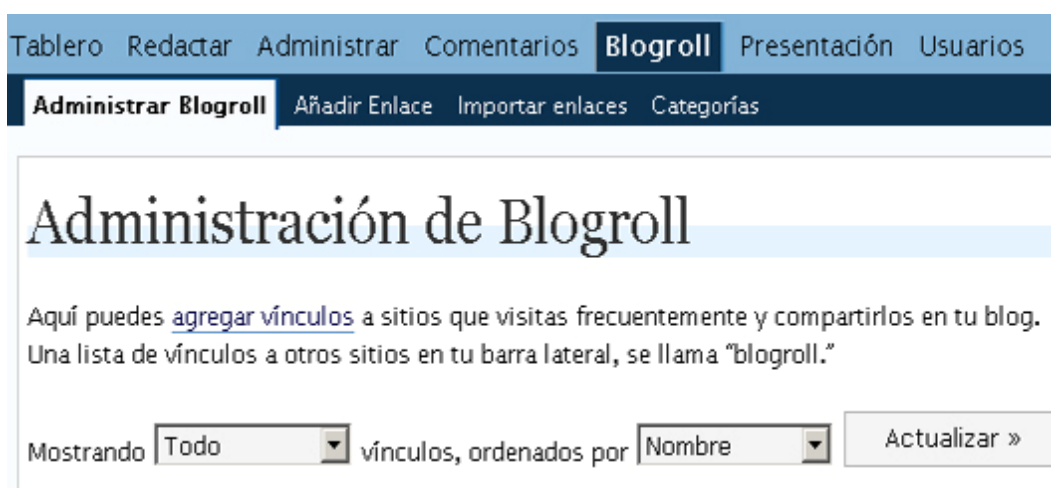 Tablero Redactar Administrar Comentarios Blogroll Presentación Usuarios
Administrar Blogroll Añadir Enlace Importar enlaces Categorías
Administración de Blogroll
Aquí puedes agregar vínculos a sitios que visitas frecuentemente y compartirlos en tu blog.
Una lista de vínculos a otros sitios en tu barra lateral, se llama “blogroll.”
Mostrando Todo vínculos, ordenados por Nombre Actualizar »